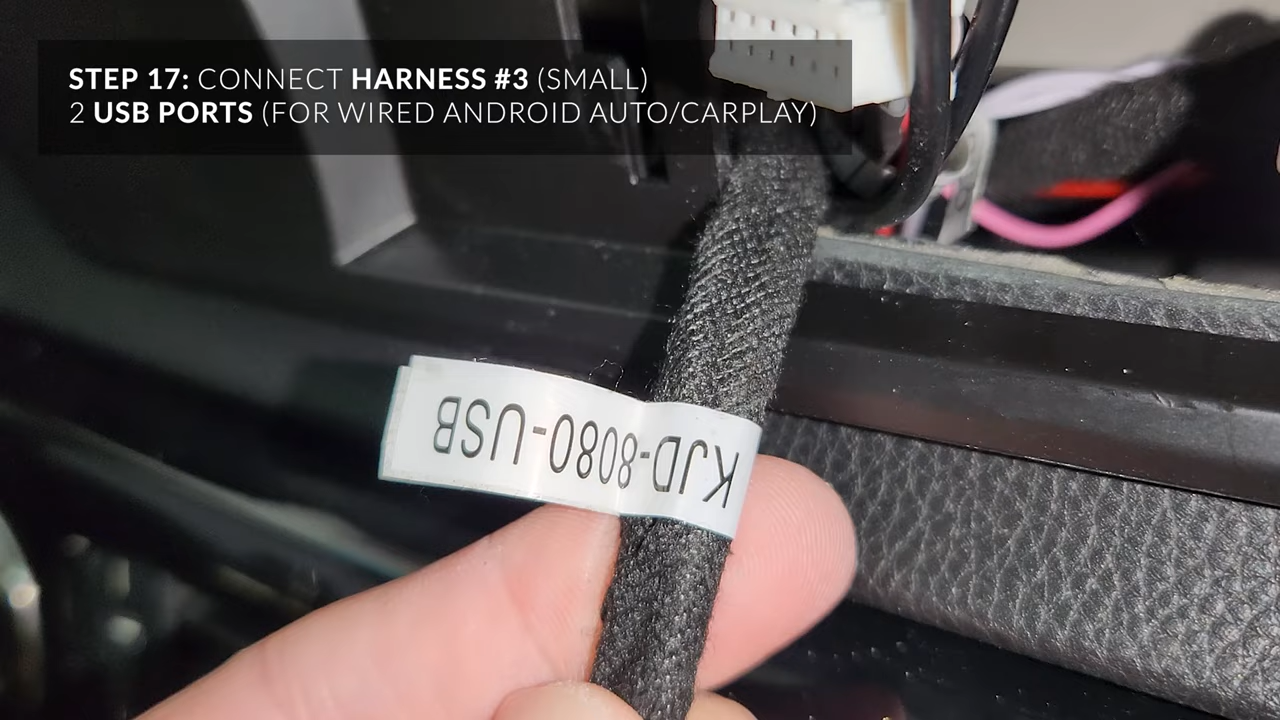 STEP 17: CONNECT HARNESS #3 (SMALL)
2 USB PORTS (FOR WIRED ANDROID AUTO/CARPLAY)
KJD-8080-USB